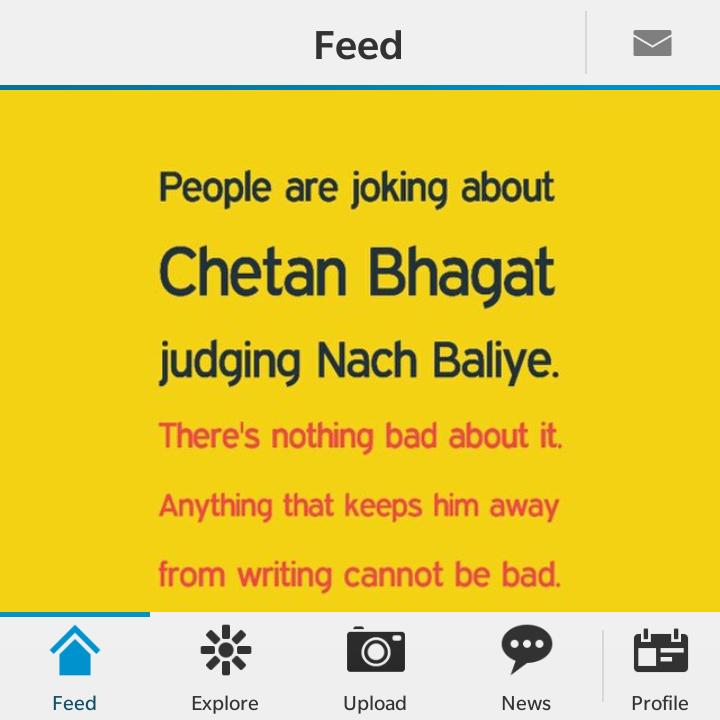 Feed
People are joking about
Chetan Bhagat
judging Nach Baliye.
There's nothing bad about it.
Anything that keeps him away
from writing cannot be bad.
Feed
Explore
Upload
News
Profile